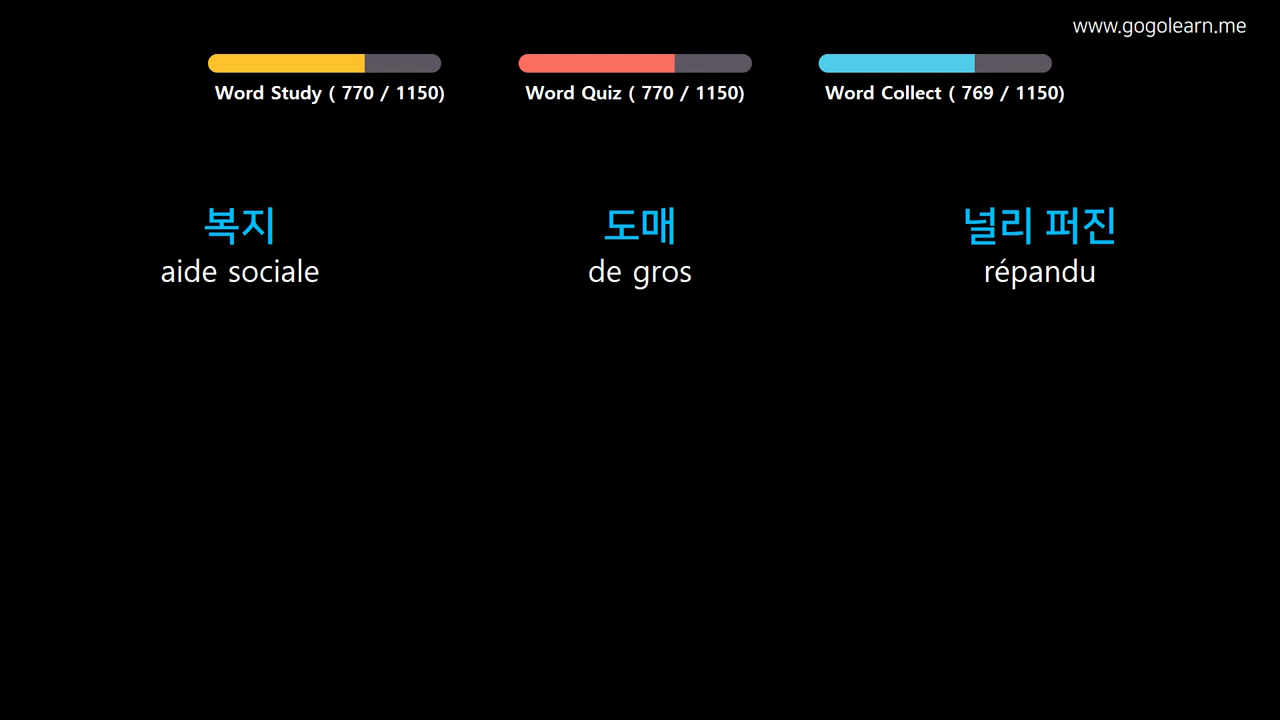 www.gogolearn.me
Word Study ( 770 / 1150)
Word Quiz ( 770 / 1150)
Word Collect ( 769 / 1150)
복지
aide sociale
도매
de gros
널리 퍼진
répandu